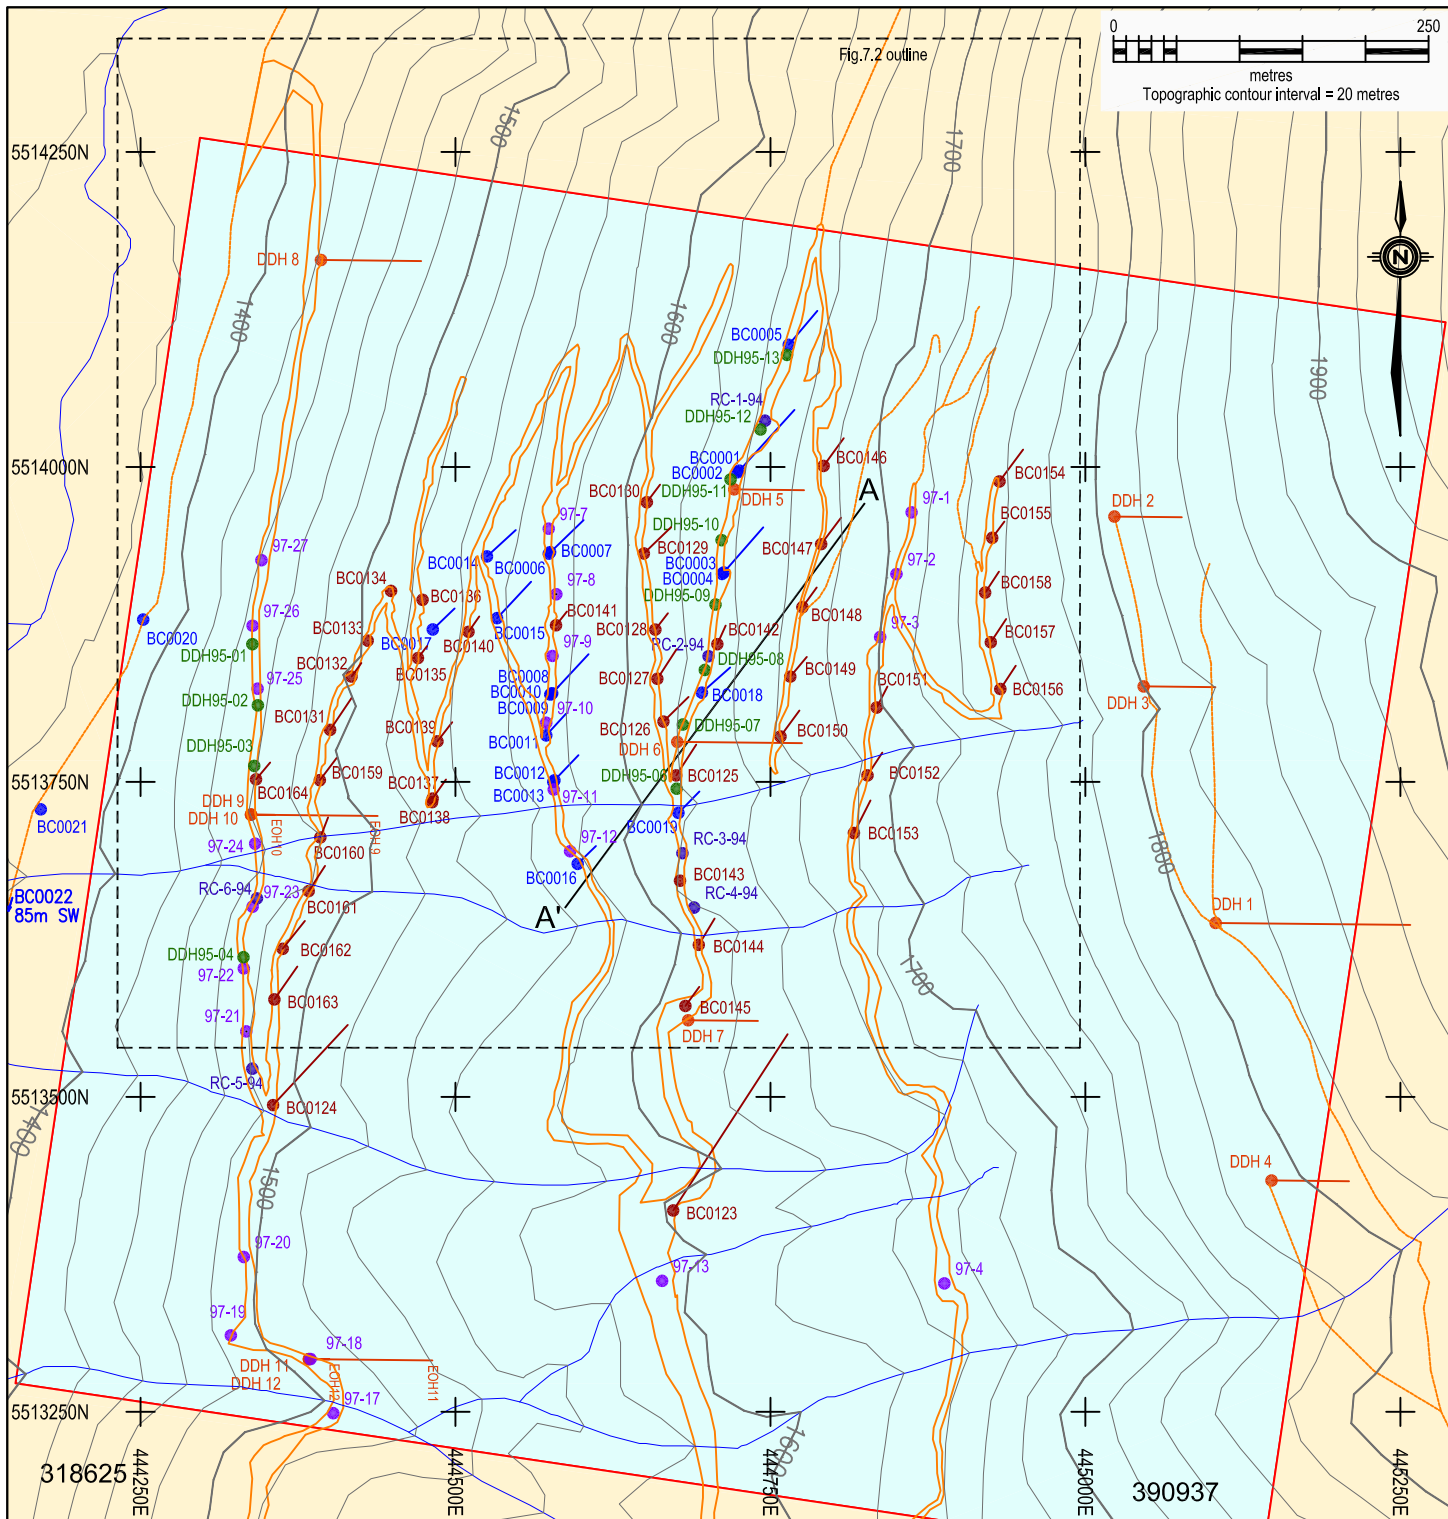 0 250
metres
Topographic contour interval = 20 metres
Fig.7.2 outline
1500
1700
5514250N
N
DDH 8
1400
1600
BC0005
DDH95-13
1900
RC-1-94
DDH95-12
BC0001
BC0002
5514000N
BC0146
A
BC0154
BC0130
DDH95-11
DDH 5
DDH 2
97-1
97-7
DDH95-10
BC0155
97-27
BC0014
BC0006
BC0007
BC0129
BC0147
BC0003
BC0004
97-2
BC0134
97-8
BC0158
BC0136
DDH95-09
BC0148
97-26
BC0020
BC0133
BC0017
BC0140
BC0015
BC0141
BC0128
BC0142
97-3
BC0157
DDH95-01
RC-2-94
97-9
BC0135
DDH95-08
BC0132
97-25
BC0008
BC0127
BC0149
BC0010
BC0018
BC0151
BC0156
DDH95-02
DDH 3
BC0009
97-10
BC0131
BC0139
BC0011
BC0126
DDH95-07
BC0150
DDH95-03
DDH 6
5513750N
BC0164
BC0159
BC0137
BC0012
BC0013
97-11
DDH95-06
BC0125
BC0152
DDH 9
DDH 10
BC0138
BC0021
BC0019
EOH10
EOH 9
97-24
BC0160
97-12
RC-3-94
BC0153
1800
BC0016
BC0022
85m SW
RC-6-94
97-23
BC0161
BC0143
A'
RC-4-94
DDH 1
DDH95-04
BC0162
BC0144
97-22
1700
BC0163
BC0145
97-21
DDH 7
RC-5-94
5513500N
BC0124
1400
1500
DDH 4
BC0123
97-20
97-13
97-4
97-19
97-18
DDH 11
DDH 12
EOH12
EOH11
97-17
5513250N
1600
444250E
444500E
444750E
445000E
445250E
318625
390937